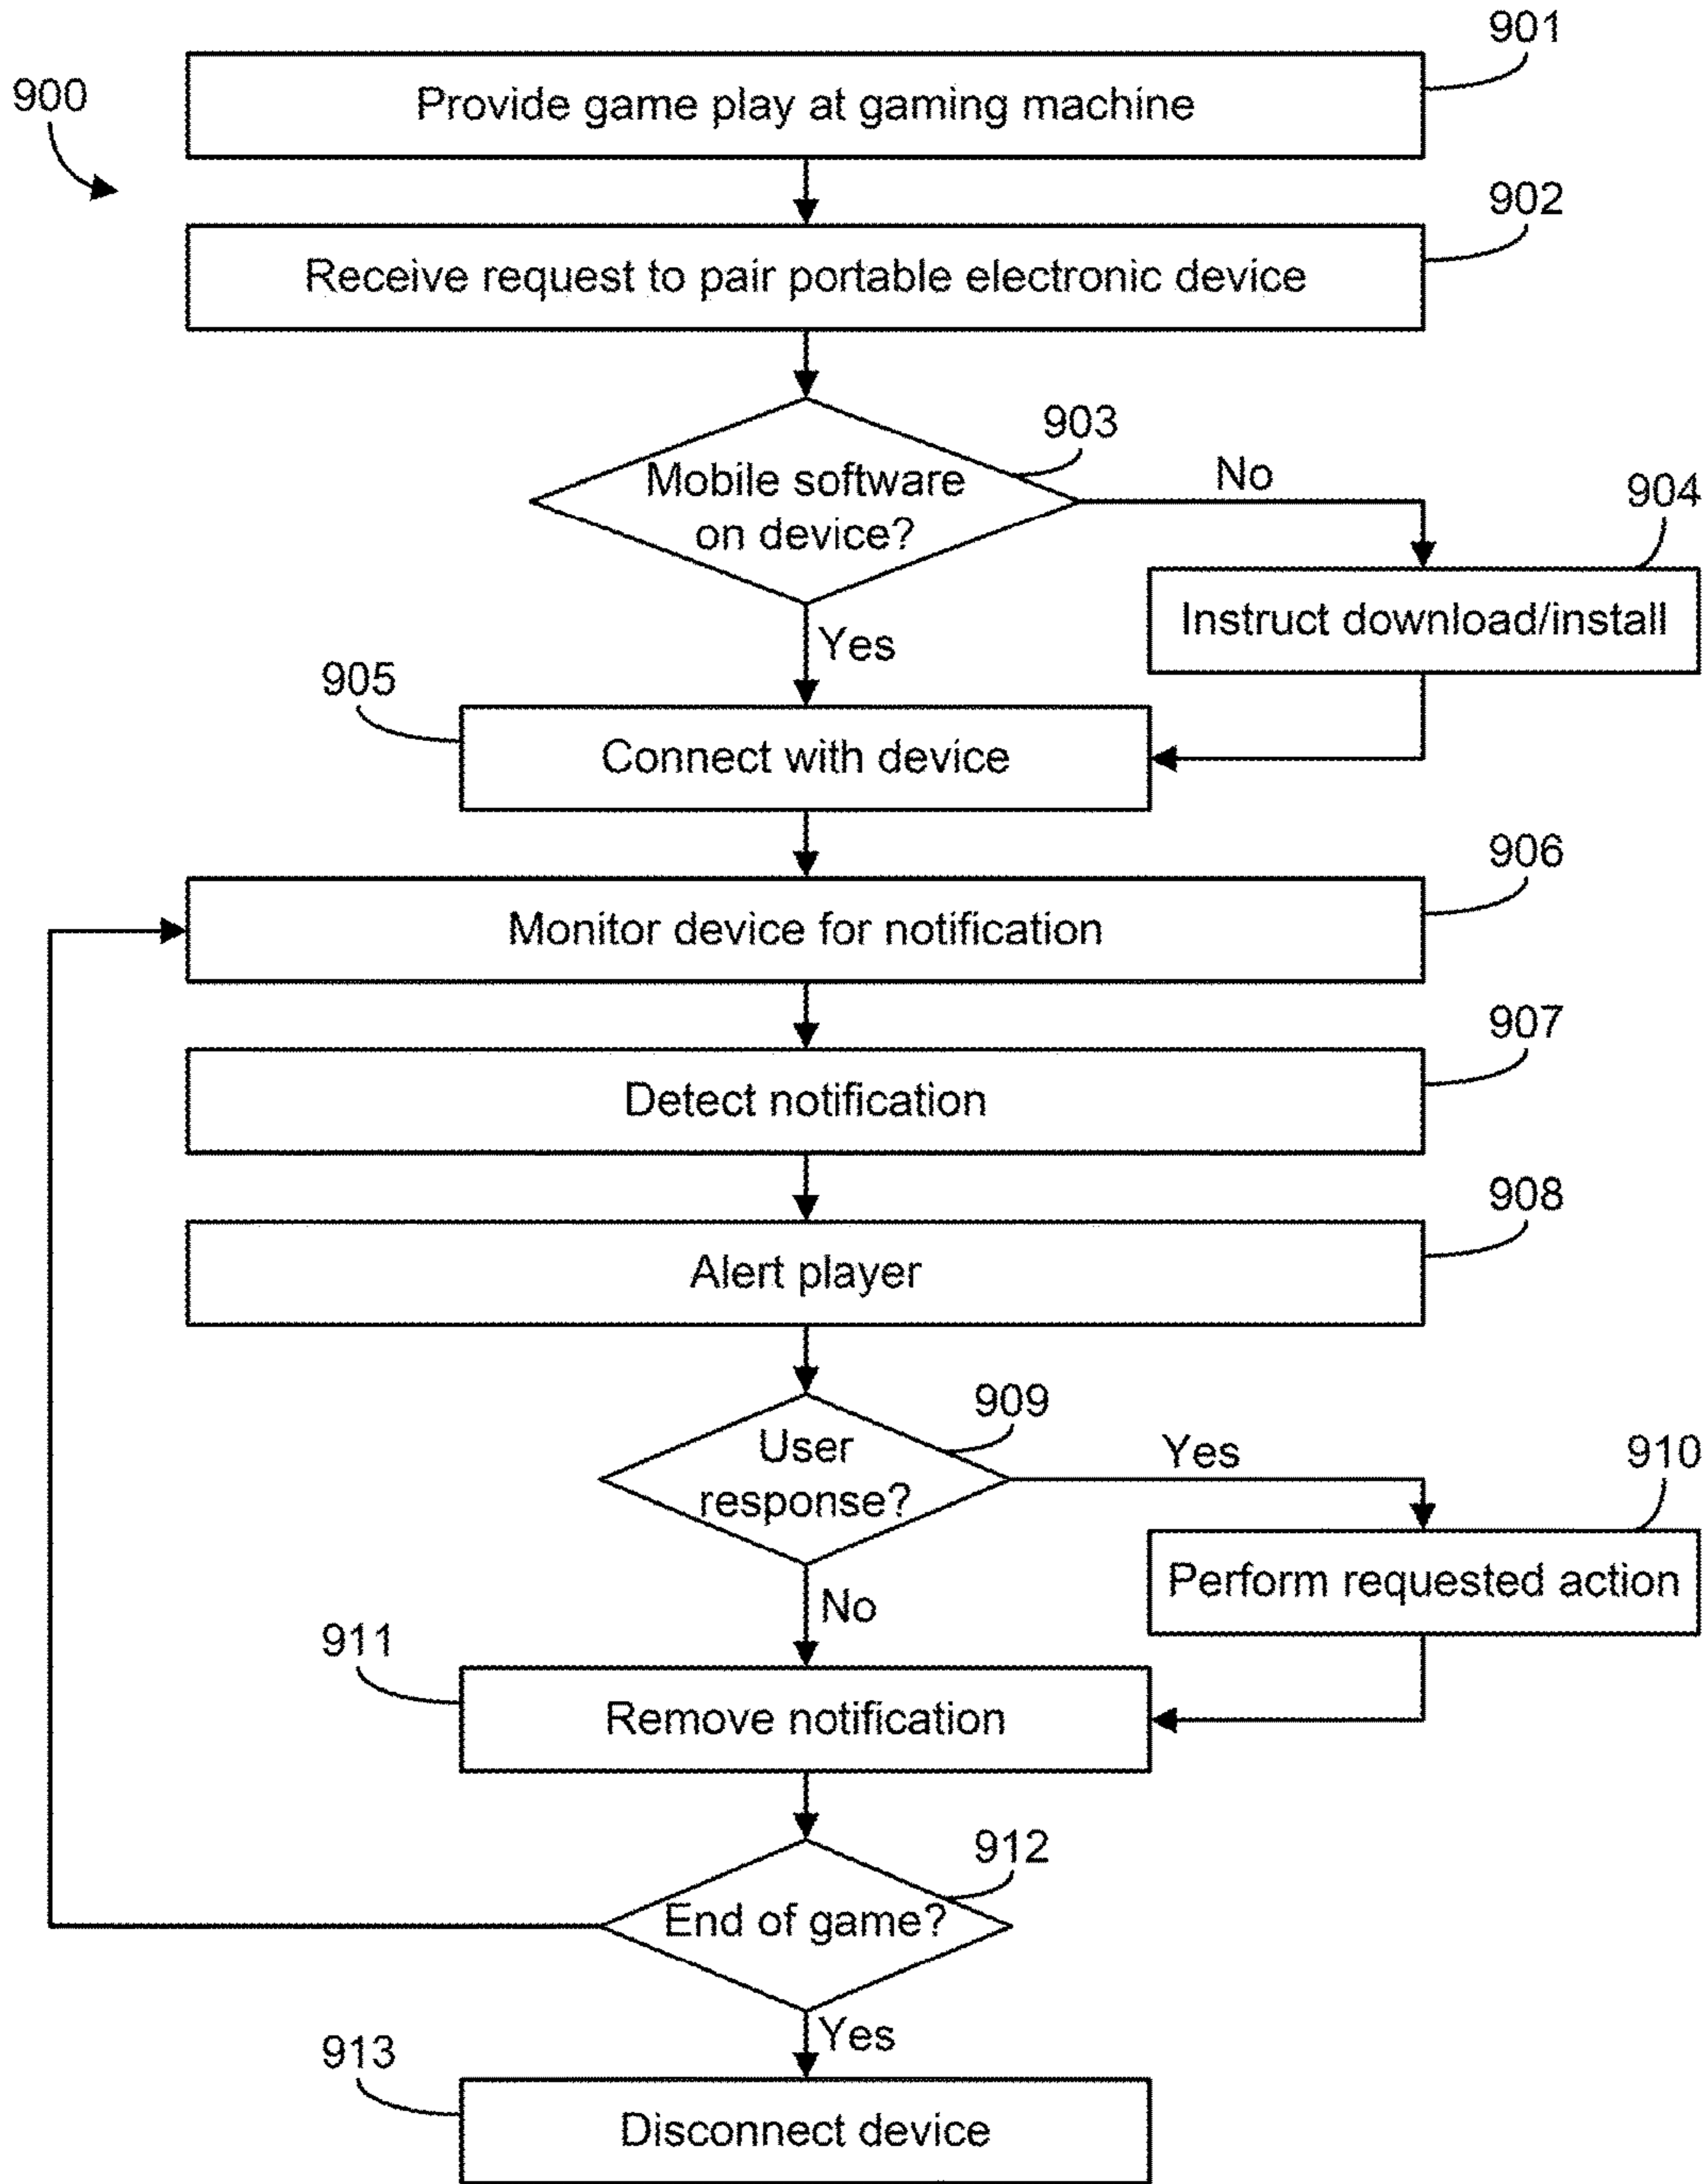 901
900
Provide game play at gaming machine
902
Receive request to pair portable electronic device
903
Mobile software
on device?
No
904
Instruct download/install
Yes
905
Connect with device
906
Monitor device for notification
907
Detect notification
908
Alert player
909
User
response?
Yes
910
Perform requested action
No
911
Remove notification
912
End of game?
Yes
913
Disconnect device